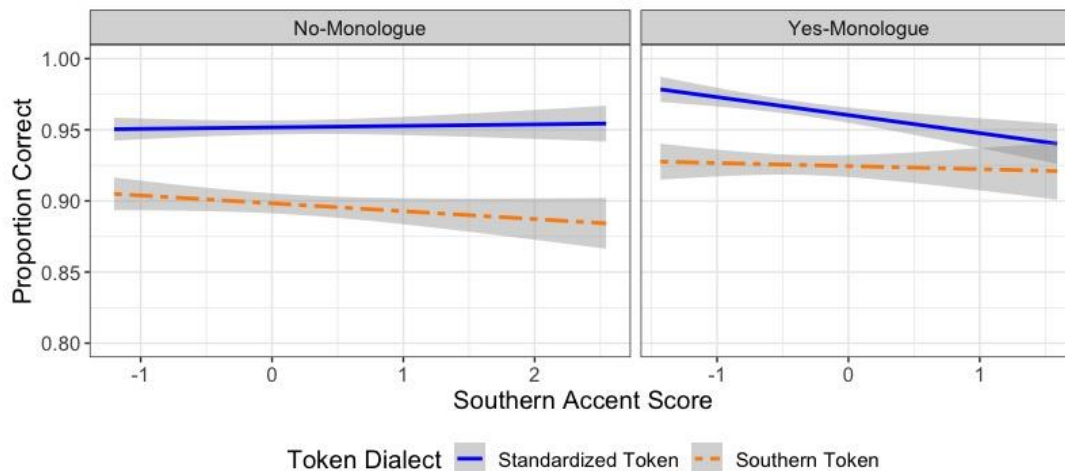 No-Monologue
Yes-Monologue
Proportion Correct
1.00
0.95
0.90
0.85
0.80
-1 0 1 2
-1 0 1
Southern Accent Score
Token Dialect Standardized Token Southern Token